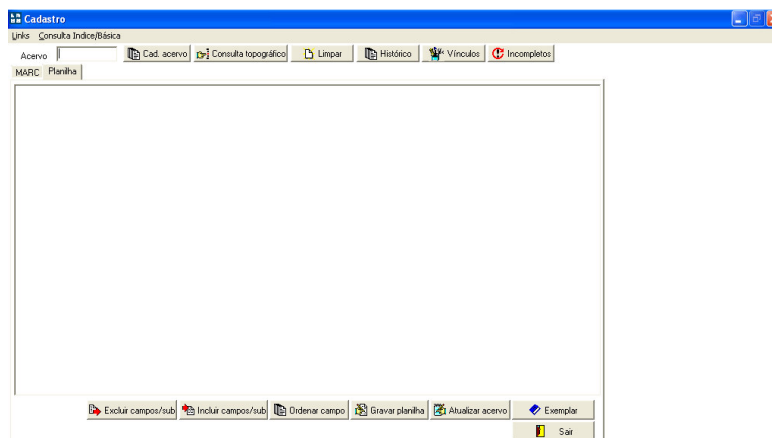 Cadastro
Links Consulta Indice/Básica
Acervo Cad. acervo Consulta topográfico Limpar Histórico Vínculos Incompletos
MARC Planilha
Excluir campos/sub Incluir campos/sub Ordenar campo Gravar planilha Atualizar acervo Exemplar
Sair